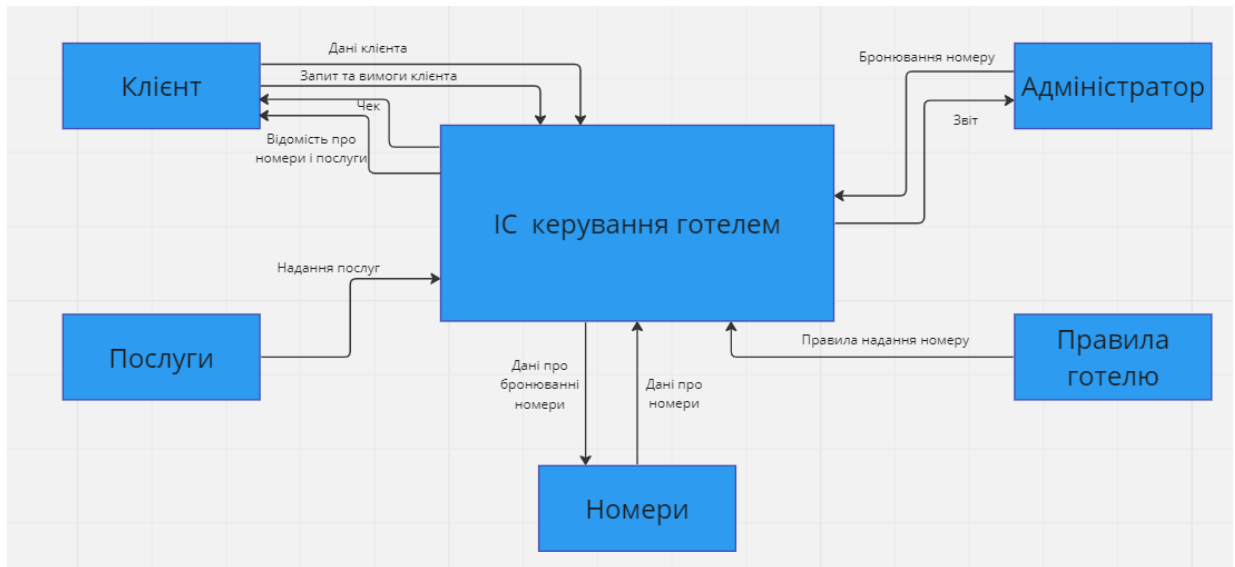 Дані клієнта
Клієнт
Запит та вимоги клієнта
Чек
Відомість про
номери і послуги
Бронювання номеру
Адміністратор
Звіт
ІС керування готелем
Надання послуг
Послуги
Правила надання номеру
Правила
готелю
Дані про
бронюванні
номери
Дані про
номери
Номери